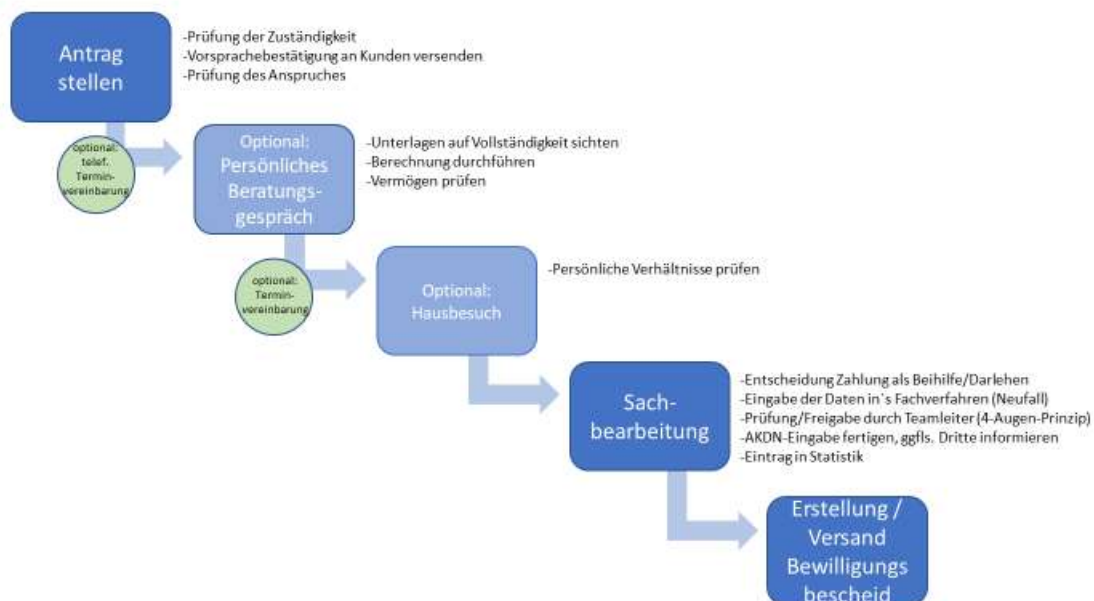 Antrag
stellen
-Prüfung der Zuständigkeit
-Vorsprachebestätigung an Kunden versenden
-Prüfung des Anspruches
optional:
telef.
Termin-
vereinbarung
Optional:
Persönliches
Beratungs-
gespräch
-Unterlagen auf Vollständigkeit sichten
-Berechnung durchführen
-Vermögen prüfen
optional:
Termin-
vereinbarung
Optional:
Hausbesuch
-Persönliche Verhältnisse prüfen
Sach-
bearbeitung
-Entscheidung Zahlung als Beihilfe/Darlehen
-Eingabe der Daten in`s Fachverfahren (Neufall)
-Prüfung/Freigabe durch Teamleiter (4-Augen-Prinzip)
-AKDN-Eingabe fertigen, ggfls. Dritte informieren
-Eintrag in Statistik
Erstellung /
Versand
Bewilligungs
bescheid